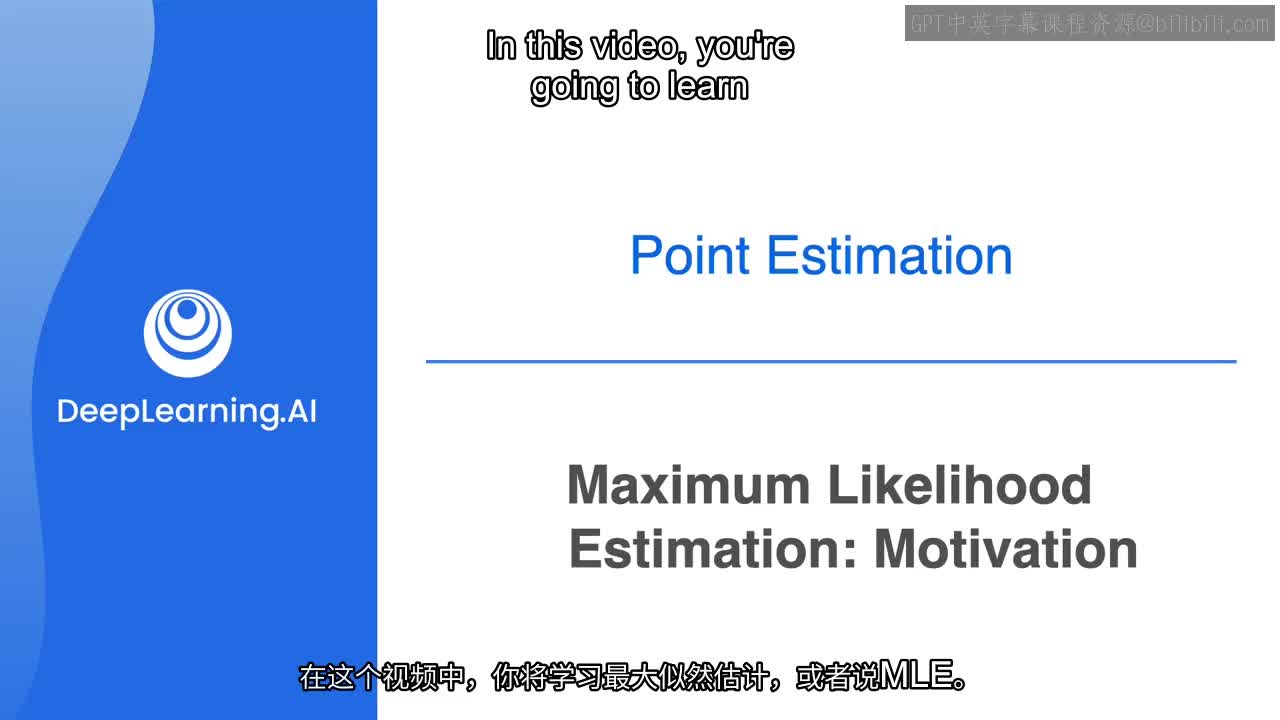 GPT中英字幕课程资源@bilibili.com
In this video, you're
going to learn
Point Estimation
DeepLearning.AI
Maximum Likelihood
Estimation: Motivation
在这个视频中，你将学习最大似然估计，或者说MLE。